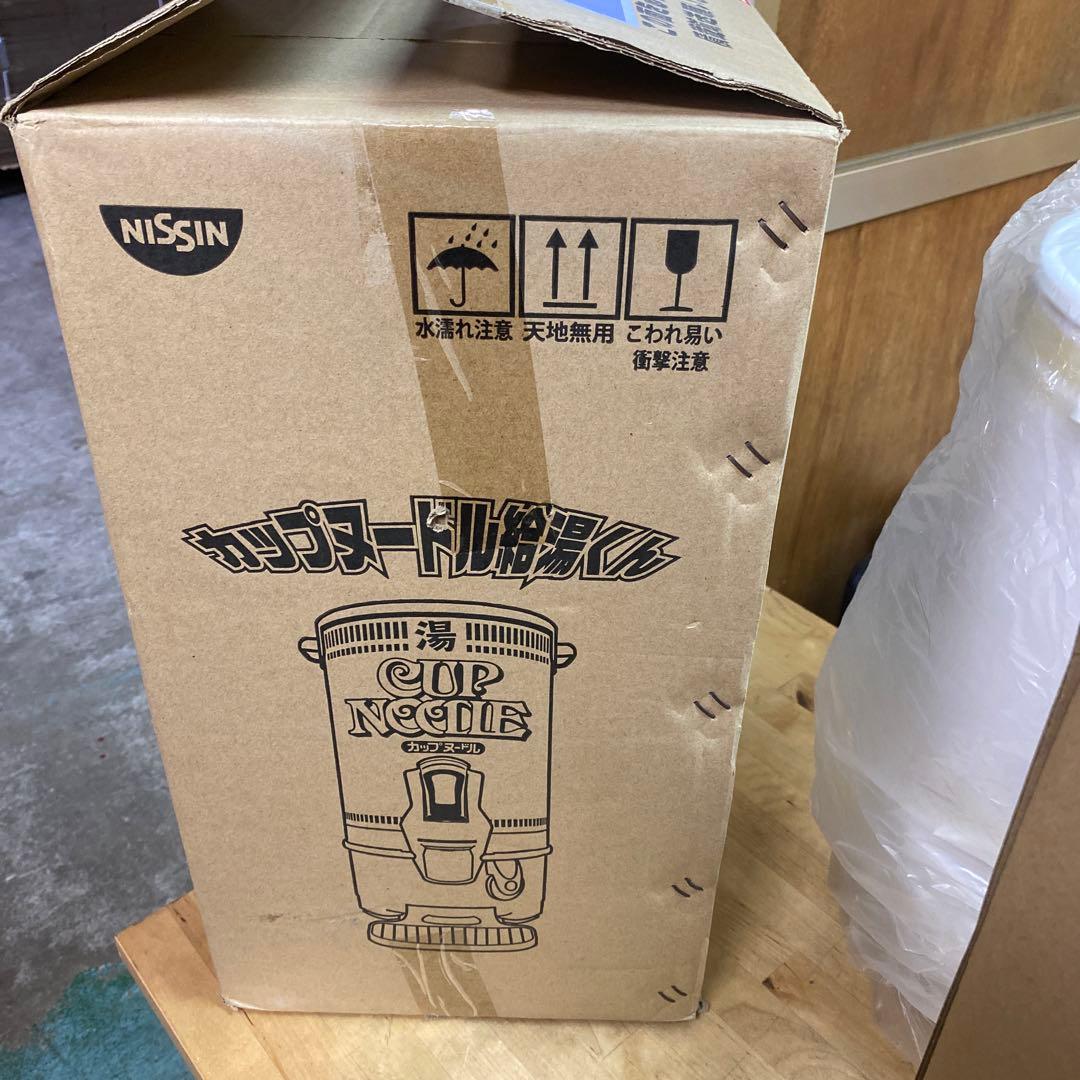 NISSIN
水濡れ注意 天地無用 こわれ易い
衝撃注意
カップヌードル給湯くん
湯
CUP
NOODLE
カップヌードル